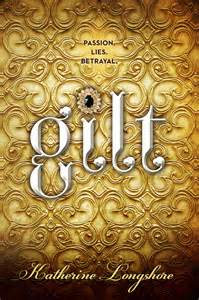 PASSION.
LIES.
BETRAYAL.
gilt
Katherine Longshore